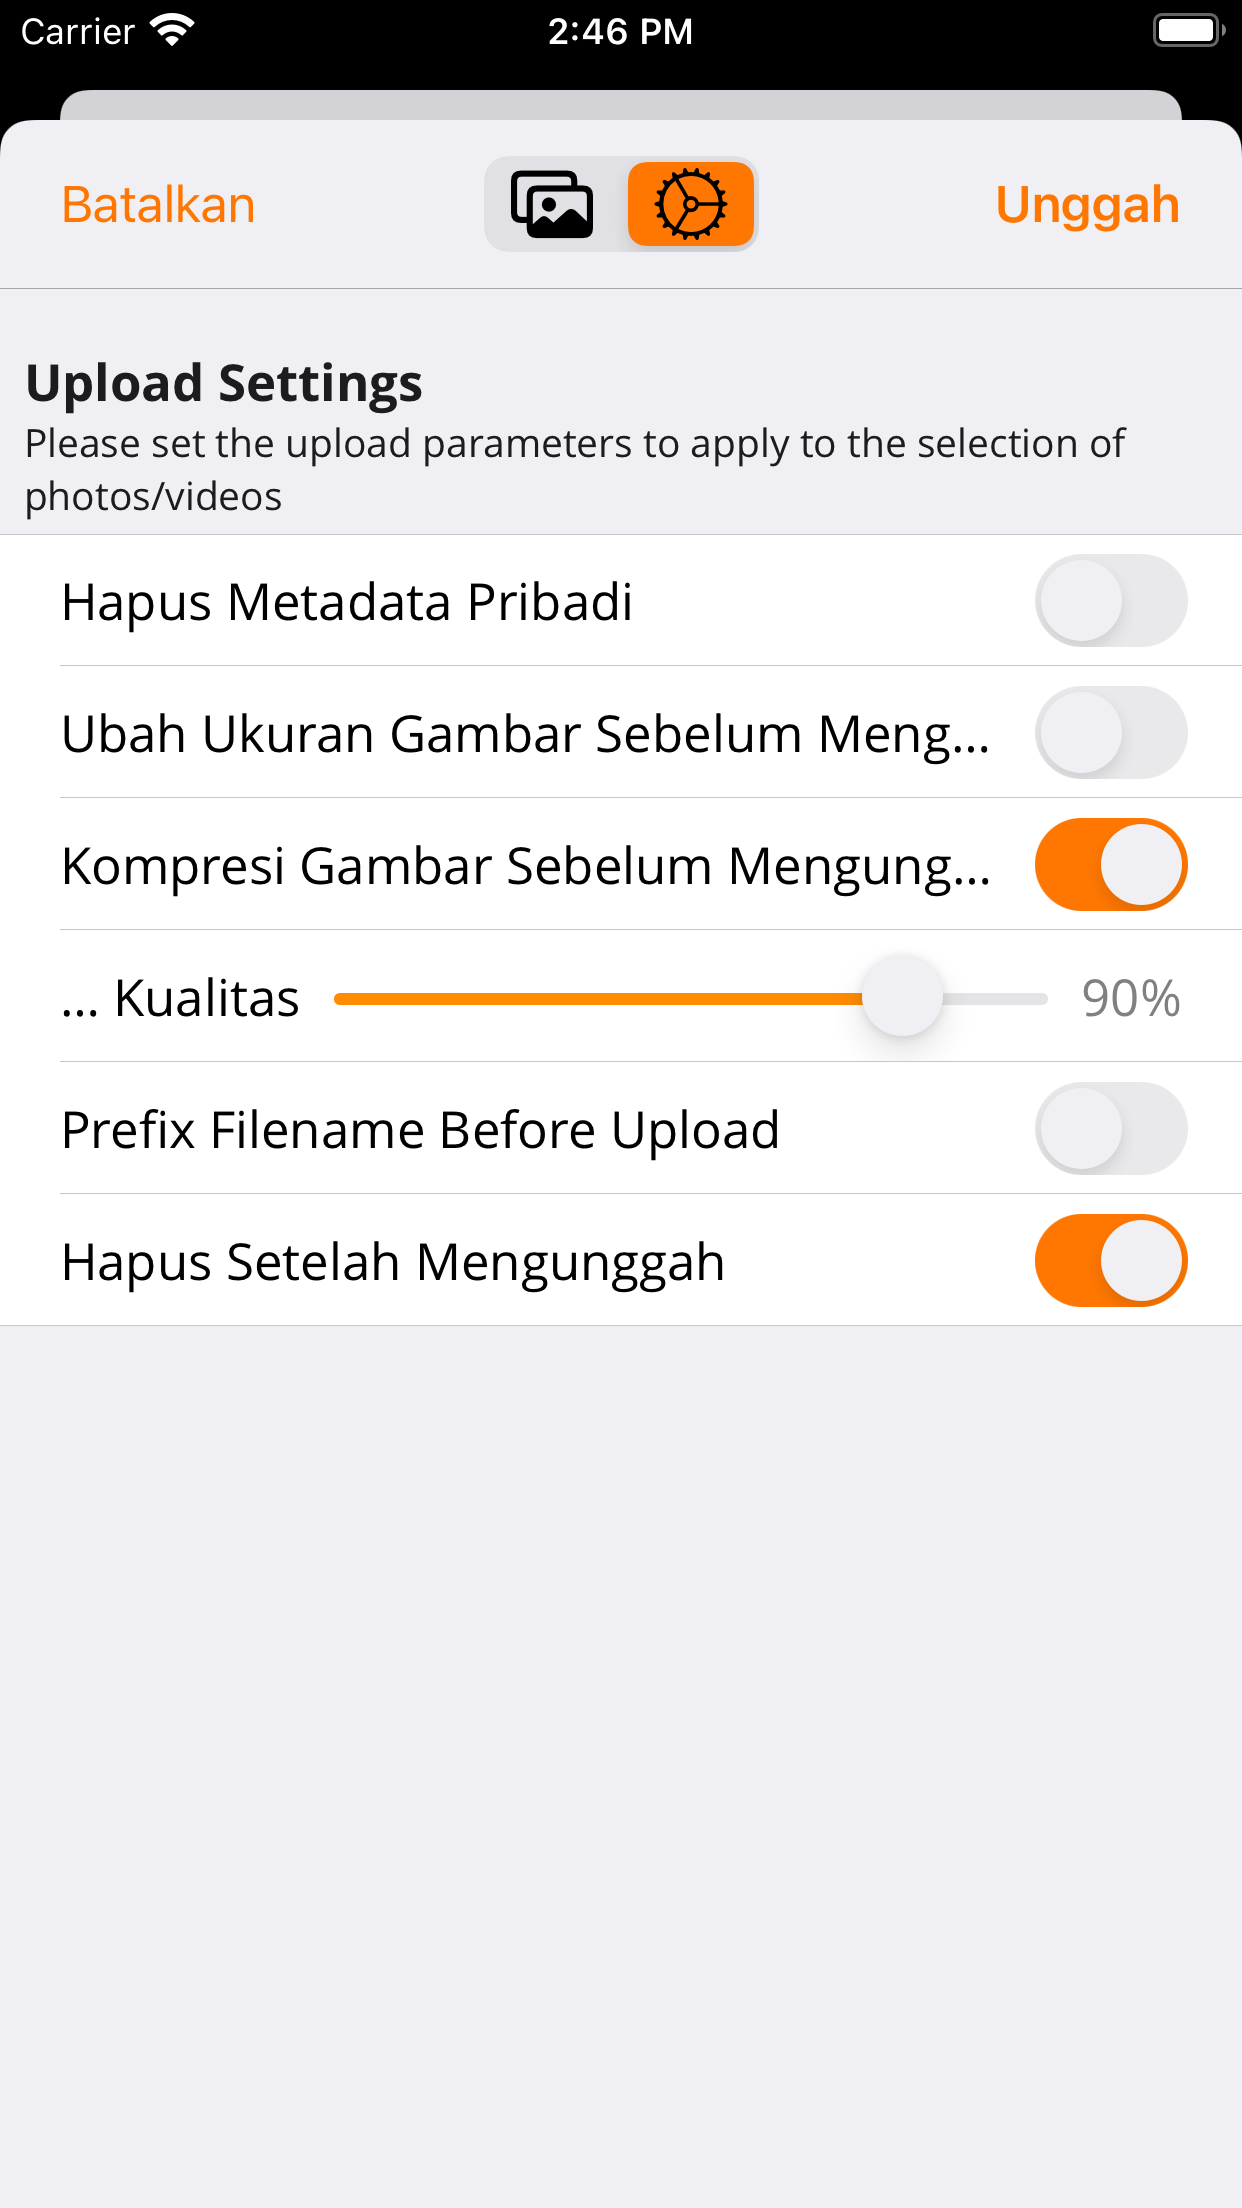 Carrier
2:46 PM
Batalkan
Unggah
Upload Settings
Please set the upload parameters to apply to the selection of
photos/videos
Hapus Metadata Pribadi
Ubah Ukuran Gambar Sebelum Meng...
Kompresi Gambar Sebelum Mengung...
... Kualitas
90%
Prefix Filename Before Upload
Hapus Setelah Mengunggah